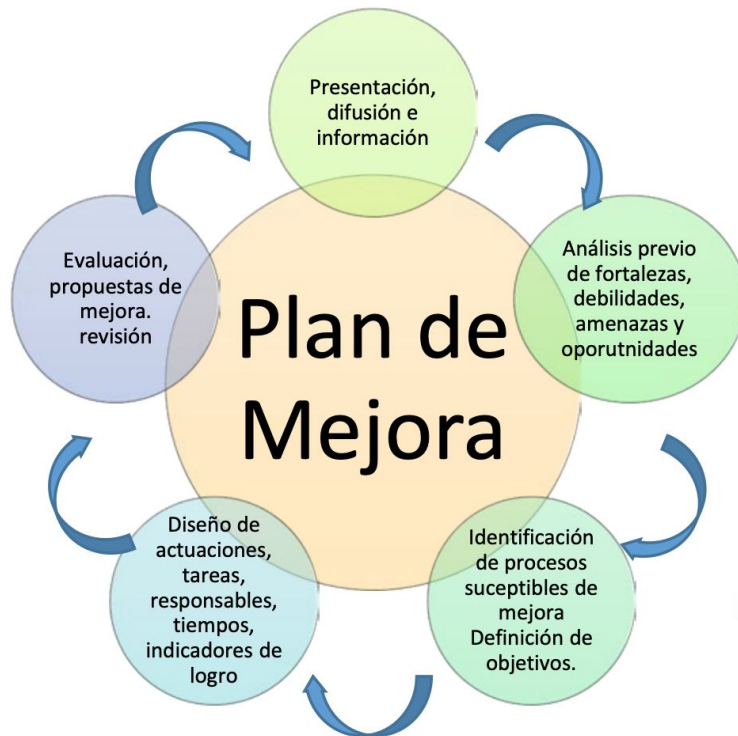 Presentación,
difusión e
información
Análisis previo
de fortalezas,
debilidades,
amenazas y
oporutnidades
Identificación
de procesos
suceptibles de
mejora
Definición de
objetivos.
Diseño de
actuaciones,
tareas,
responsables,
tiempos,
indicadores de
logro
Evaluación,
propuestas de
mejora.
revisión
Plan de
Mejora